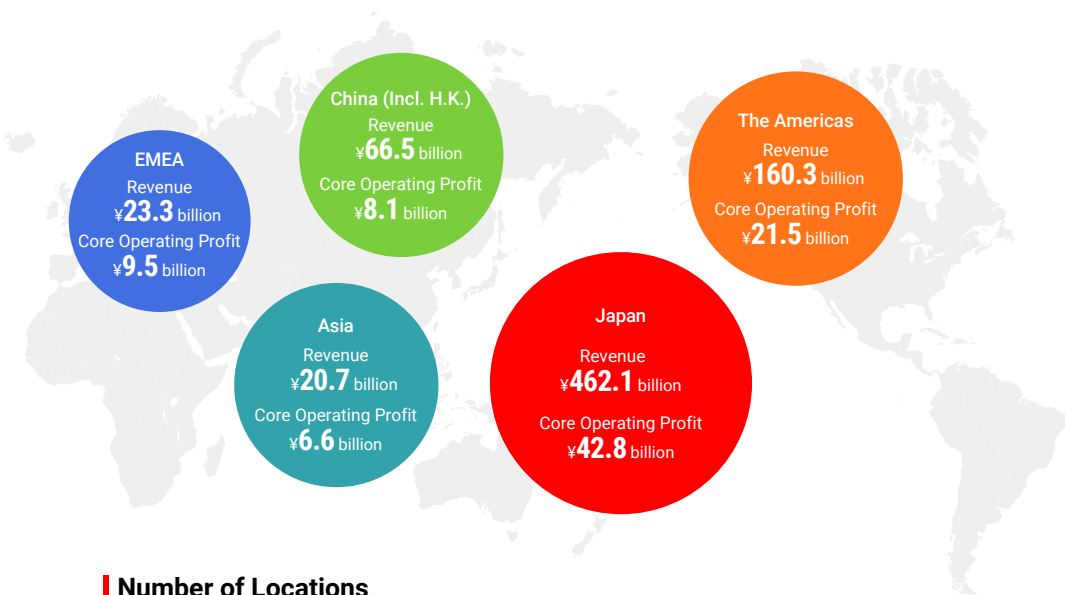 China (Incl. H.K.)
Revenue
¥66.5 billion
Core Operating Profit
¥8.1 billion
The Americas
Revenue
¥160.3 billion
Core Operating Profit
¥21.5 billion
EMEA
Revenue
¥23.3 billion
Core Operating Profit
¥9.5 billion
Asia
Revenue
¥20.7 billion
Core Operating Profit
¥6.6 billion
Japan
Revenue
¥462.1 billion
Core Operating Profit
¥42.8 billion
Number of Locations